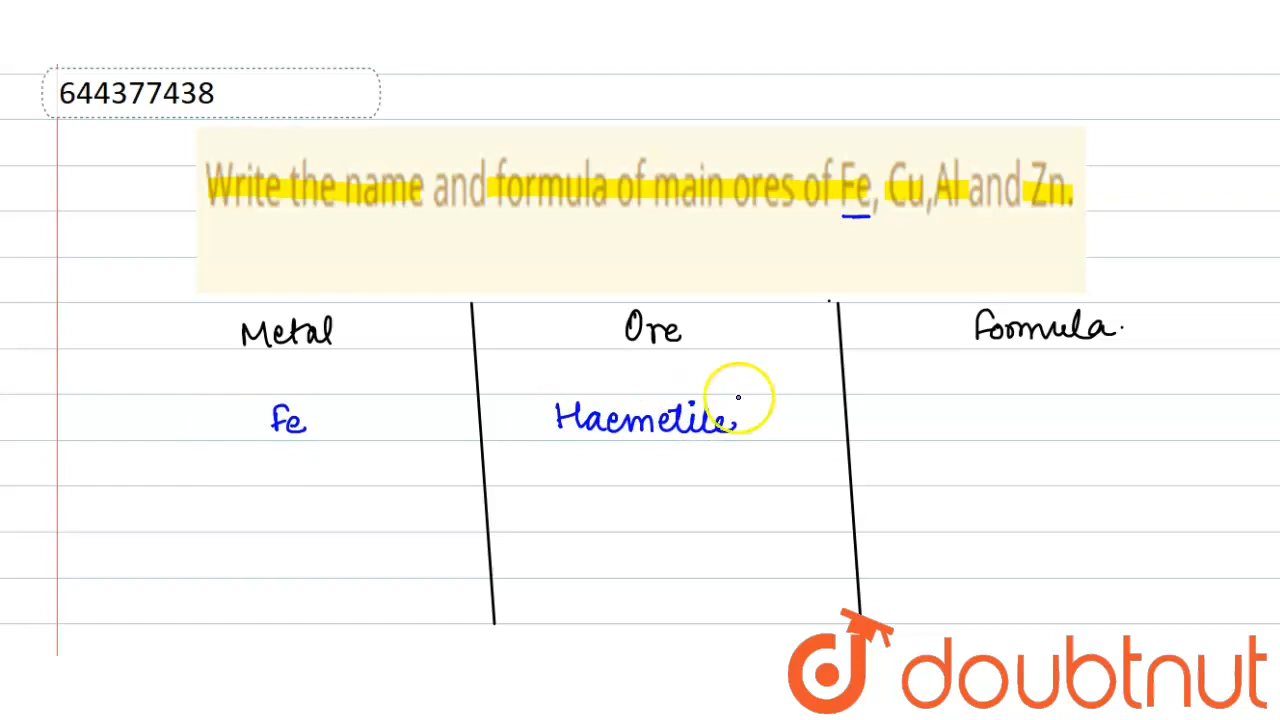 644377438
Write the name and formula of main ores of Fe, Cu,Al and Zn.
Metal Ore Formula.
Fe Haemetite,
doubtnut